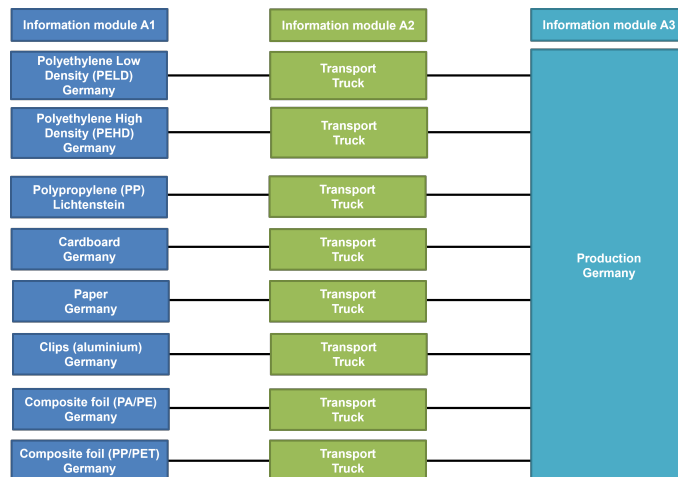 Information module A1
Information module A2
Information module A3
Polyethylene Low
Density (PELD)
Germany
Transport
Truck
Polyethylene High
Density (PEHD)
Germany
Transport
Truck
Polypropylene (PP)
Lichtenstein
Transport
Truck
Cardboard
Germany
Transport
Truck
Production
Germany
Paper
Germany
Transport
Truck
Clips (aluminium)
Germany
Transport
Truck
Composite foil (PA/PE)
Germany
Transport
Truck
Composite foil (PP/PET)
Germany
Transport
Truck